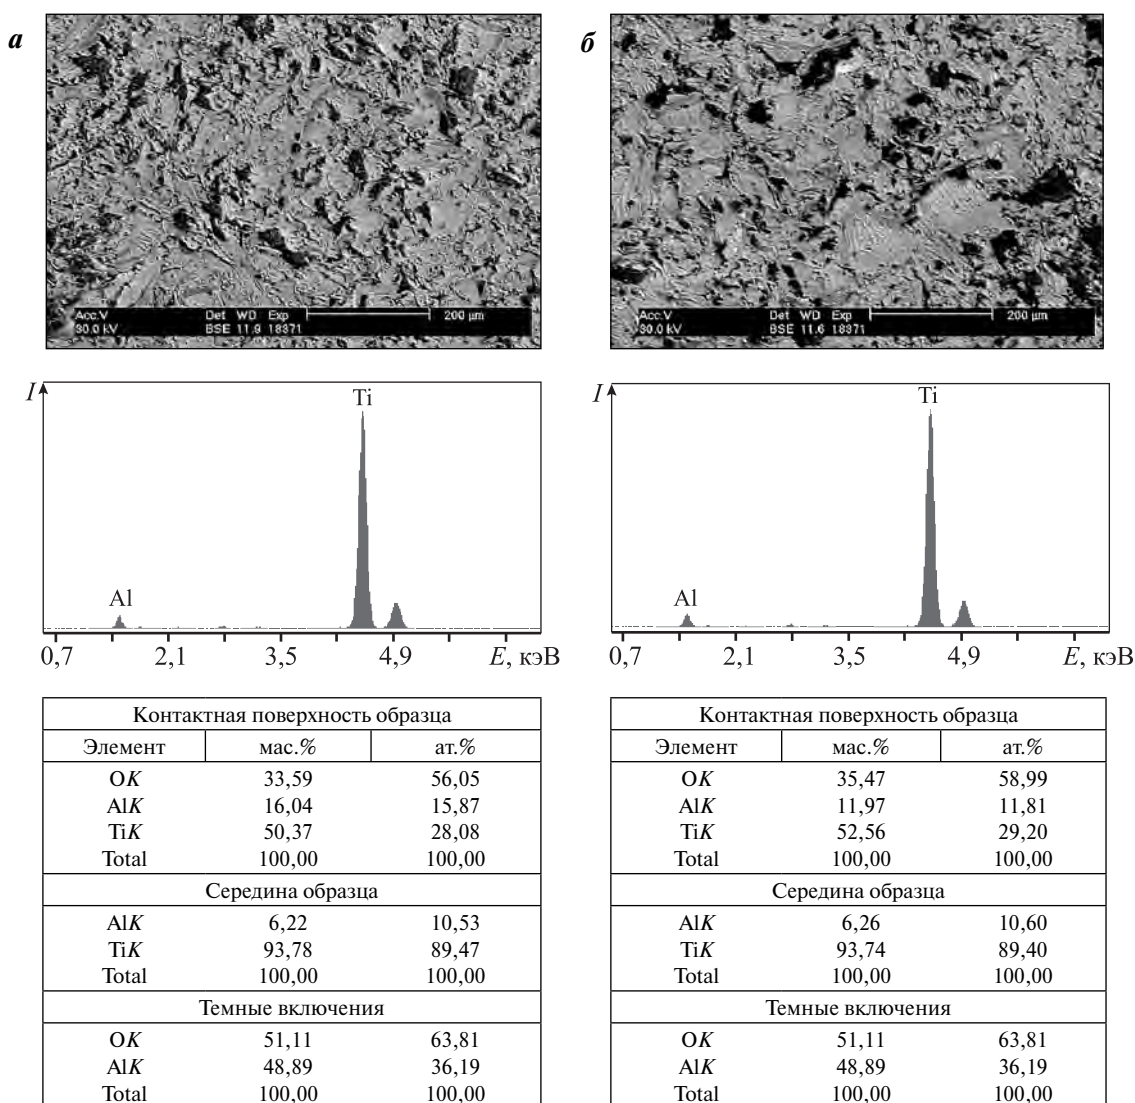 а
Acc.V Det WD Exp 200 µm
30.0 kV BSE 11.9 18371
б
Acc.V Det WD Exp 200 µm
30.0 kV BSE 11.6 18371
I
Ti
Al
0,7 2,1 3,5 4,9 E, кэВ
I
Ti
Al
0,7 2,1 3,5 4,9 E, кэВ
Контактная поверхность образца
Элемент мас.% ат.%
OK 33,59 56,05
AlK 16,04 15,87
TiK 50,37 28,08
Total 100,00 100,00
Середина образца
AlK 6,22 10,53
TiK 93,78 89,47
Total 100,00 100,00
Темные включения
OK 51,11 63,81
AlK 48,89 36,19
Total 100,00 100,00
Контактная поверхность образца
Элемент мас.% ат.%
OK 35,47 58,99
AlK 11,97 11,81
TiK 52,56 29,20
Total 100,00 100,00
Середина образца
AlK 6,26 10,60
TiK 93,74 89,40
Total 100,00 100,00
Темные включения
OK 51,11 63,81
AlK 48,89 36,19
Total 100,00 100,00